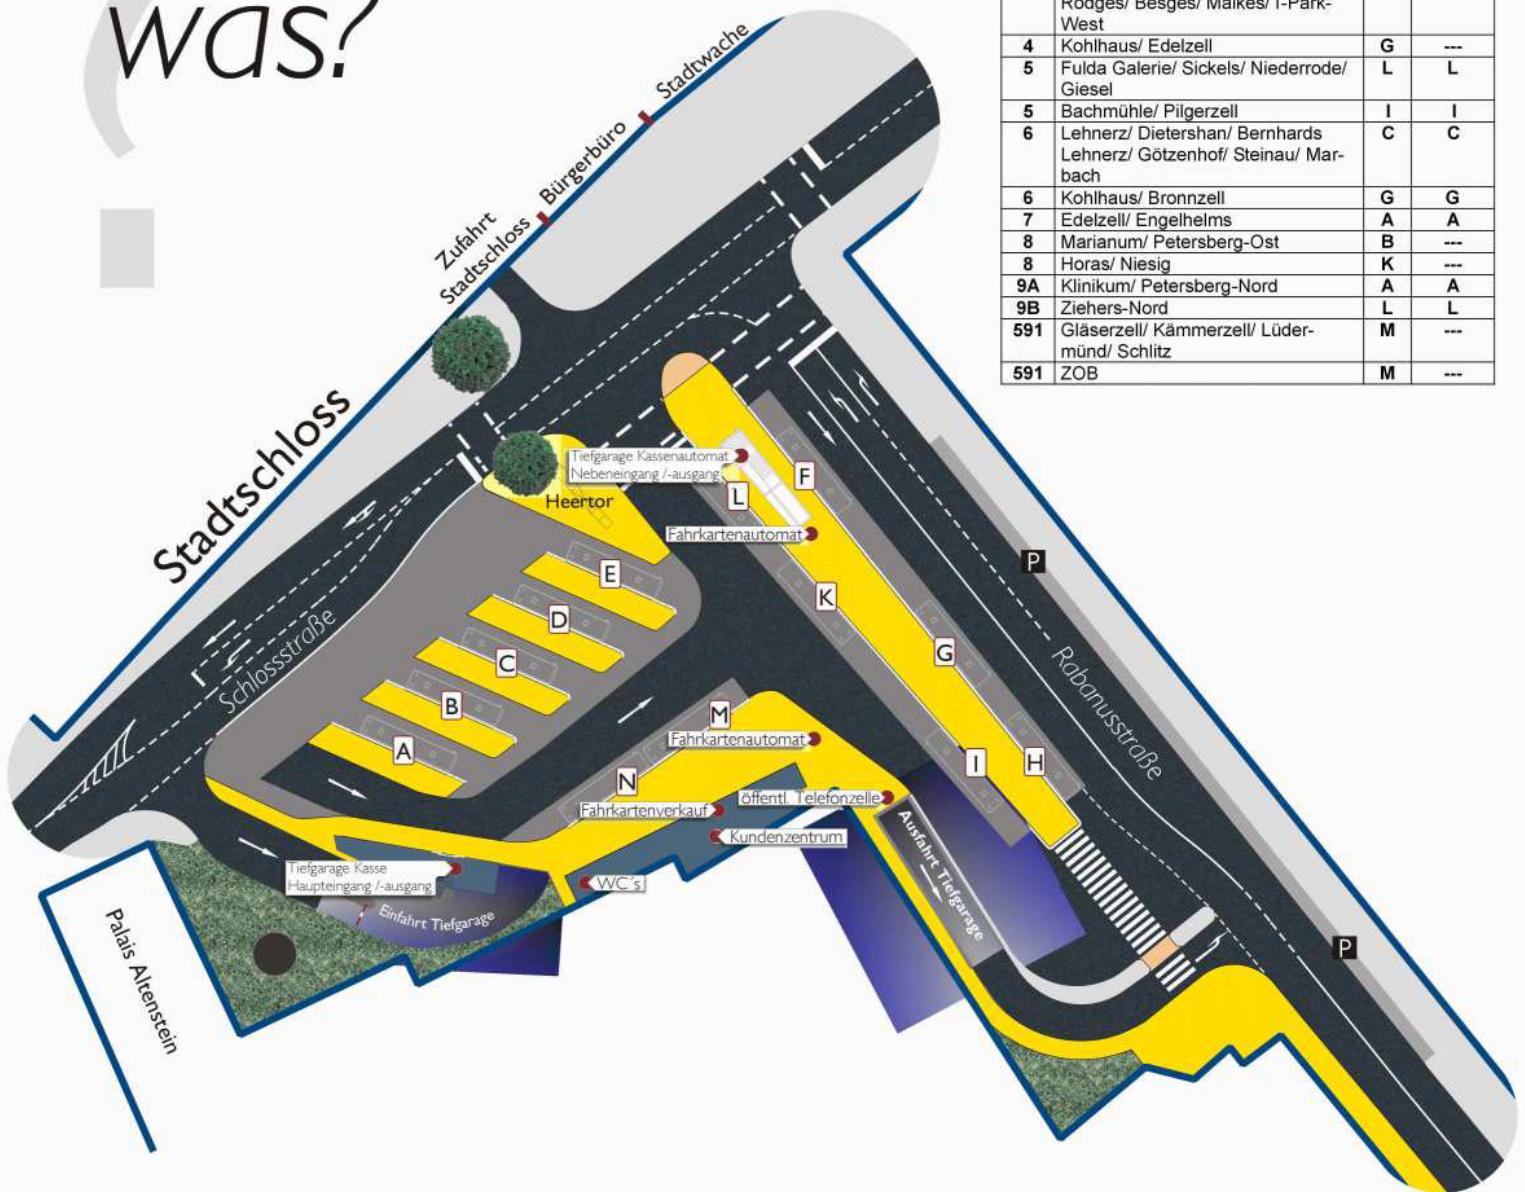 was?
Rodges/ Besges/ Malkes/ I-Park-
West
4 Kohlhaus/ Edelzell G ---
5 Fulda Galerie/ Sickels/ Niederrode/ L L
Giesel
5 Bachmühle/ Pilgerzell I I
6 Lehnerz/ Dietershan/ Bernhards C C
Lehnerz/ Götzenhof/ Steinau/ Mar-
bach
6 Kohlhaus/ Bronnzell G G
7 Edelzell/ Engelhelms A A
8 Marianum/ Petersberg-Ost B ---
8 Horas/ Niesig K ---
9A Klinikum/ Petersberg-Nord A A
9B Ziehers-Nord L L
591 Gläserzell/ Kämmerzell/ Lüder- M ---
münd/ Schlitz
591 ZOB M ---
Stadtwache
Bürgerbüro
Zufahrt
Stadtschloss
Stadtschloss
Tiefgarage Kassenautomat
Nebeneingang /-ausgang
Heertor
F
L
Fahrkartenautomat
P
E
K
D
G
C
Schlossstraße
Rabanusstraße
B
M
A
Fahrkartenautomat
I
H
N
Fahrkartenverkauf
öffentl. Telefonzelle
Kundenzentrum
Ausfahrt Tiefgarage
Tiefgarage Kasse
Haupteingang /-ausgang
WC´s
Einfahrt Tiefgarage
Palais Altenstein
P